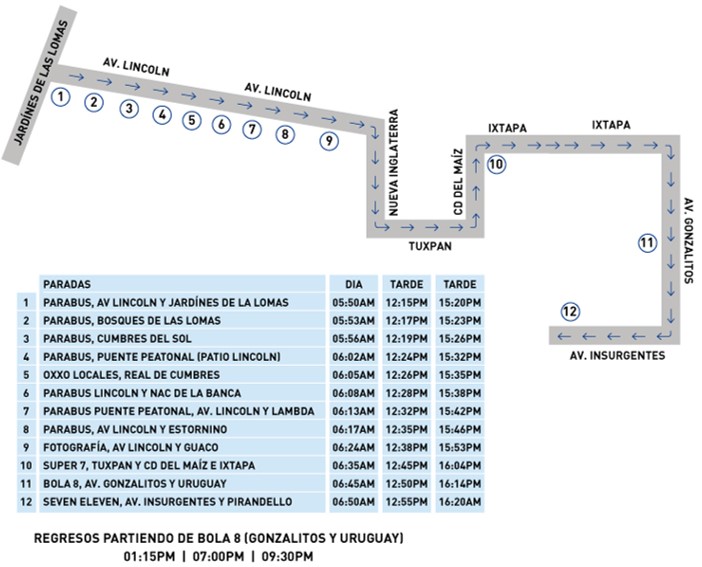 JARDÍNES DE LAS LOMAS
AV. LINCOLN
AV. LINCOLN
1
2
3
4
5
6
7
8
9
NUEVA INGLATERRA
TUXPAN
CD DEL MAÍZ
IXTAPA
IXTAPA
10
AV. GONZALITOS
11
12
AV. INSURGENTES
PARADAS DIA TARDE TARDE
1 PARABUS, AV LINCOLN Y JARDÍNES DE LA LOMAS 05:50AM 12:15PM 15:20PM
2 PARABUS, BOSQUES DE LAS LOMAS 05:53AM 12:17PM 15:23PM
3 PARABUS, CUMBRES DEL SOL 05:56AM 12:19PM 15:26PM
4 PARABUS, PUENTE PEATONAL (PATIO LINCOLN) 06:02AM 12:24PM 15:32PM
5 OXXO LOCALES, REAL DE CUMBRES 06:05AM 12:26PM 15:35PM
6 PARABUS LINCOLN Y NAC DE LA BANCA 06:08AM 12:28PM 15:38PM
7 PARABUS PUENTE PEATONAL, AV. LINCOLN Y LAMBDA 06:13AM 12:32PM 15:42PM
8 PARABUS, AV LINCOLN Y ESTORNINO 06:17AM 12:35PM 15:46PM
9 FOTOGRAFÍA, AV LINCOLN Y GUACO 06:24AM 12:38PM 15:53PM
10 SUPER 7, TUXPAN Y CD DEL MAÍZ E IXTAPA 06:35AM 12:45PM 16:04PM
11 BOLA 8, AV. GONZALITOS Y URUGUAY 06:45AM 12:50PM 16:14PM
12 SEVEN ELEVEN, AV. INSURGENTES Y PIRANDELLO 06:50AM 12:55PM 16:20AM
REGRESOS PARTIENDO DE BOLA 8 (GONZALITOS Y URUGUAY)
01:15PM | 07:00PM | 09:30PM